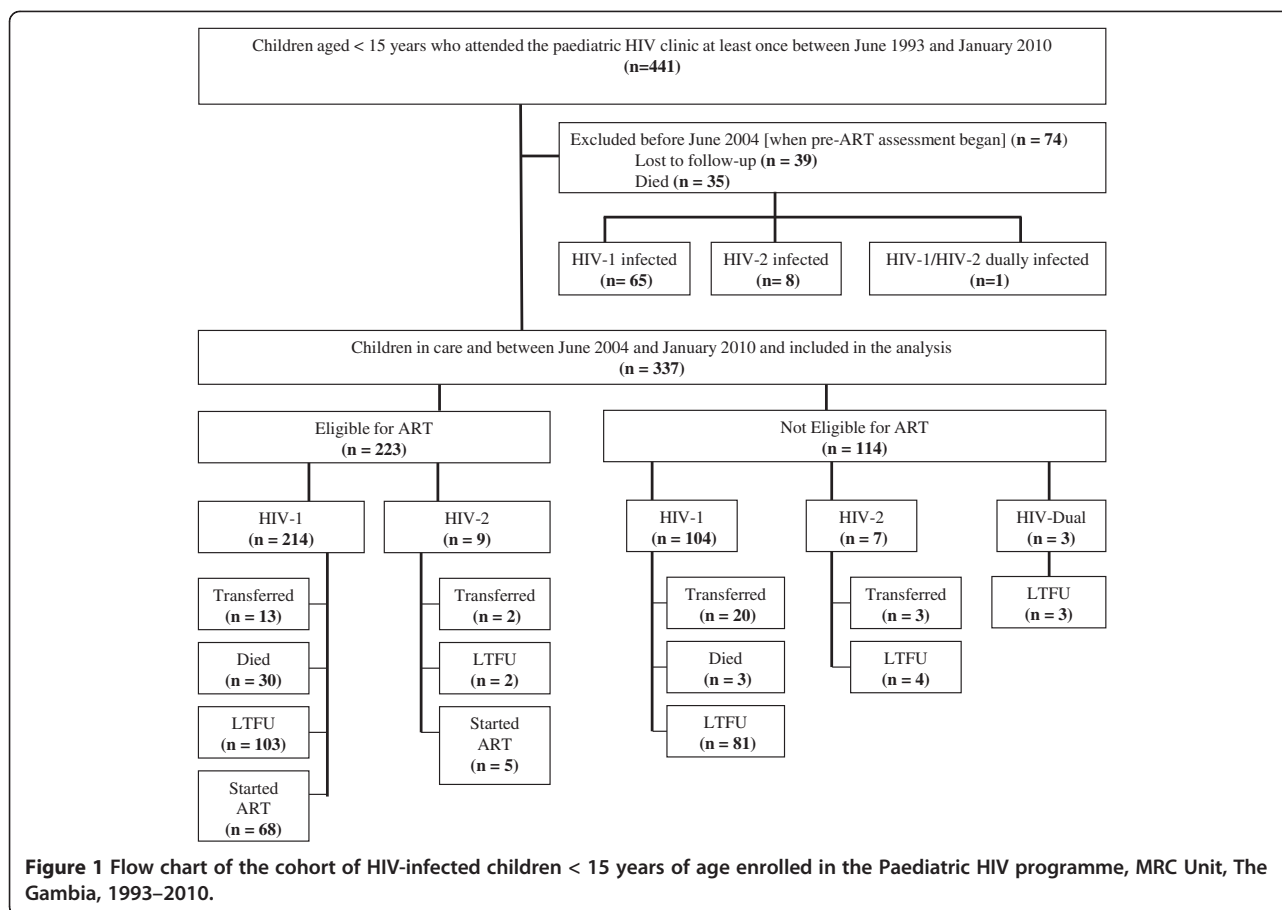 Children aged < 15 years who attended the paediatric HIV clinic at least once between June 1993 and January 2010
(n=441)
Excluded before June 2004 [when pre-ART assessment began] (n = 74)
Lost to follow-up (n = 39)
Died (n = 35)
HIV-1 infected
(n= 65)
HIV-2 infected
(n= 8)
HIV-1/HIV-2 dually infected
(n=1)
Children in care and between June 2004 and January 2010 and included in the analysis
(n = 337)
Eligible for ART
(n = 223)
Not Eligible for ART
(n = 114)
HIV-1
(n = 214)
HIV-2
(n = 9)
HIV-1
(n = 104)
HIV-2
(n = 7)
HIV-Dual
(n = 3)
Transferred
(n = 13)
Died
(n = 30)
LTFU
(n = 103)
Started
ART
(n = 68)
Transferred
(n = 2)
LTFU
(n = 2)
Started
ART
(n = 5)
Transferred
(n = 20)
Died
(n = 3)
LTFU
(n = 81)
Transferred
(n = 3)
LTFU
(n = 4)
LTFU
(n = 3)
Figure 1 Flow chart of the cohort of HIV-infected children < 15 years of age enrolled in the Paediatric HIV programme, MRC Unit, The
Gambia, 1993–2010.